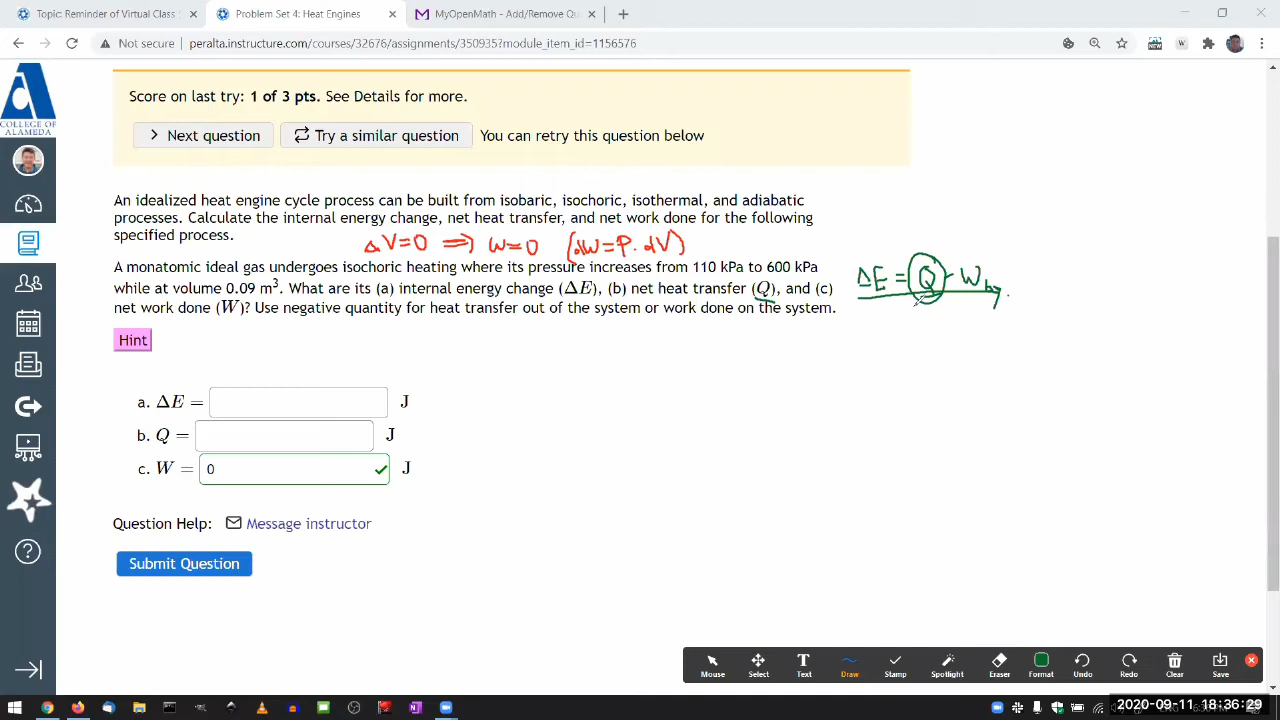 Topic: Reminder of Virtual Class
Problem Set 4: Heat Engines
MyOpenMath - Add/Remove Qu
Not secure
peralta.instructure.com/courses/32676/assignments/350935?module_item_id=1156576
NEW
W
COLLEGE OF
ALAMEDA
Score on last try: 1 of 3 pts. See Details for more.
Next question
Try a similar question
You can retry this question below
An idealized heat engine cycle process can be built from isobaric, isochoric, isothermal, and adiabatic
processes. Calculate the internal energy change, net heat transfer, and net work done for the following
specified process.
ΔV=0 ⟹ W=0 (dW=P·dV)
A monatomic ideal gas undergoes isochoric heating where its pressure increases from 110 kPa to 600 kPa
while at volume 0.09 m³. What are its (a) internal energy change (ΔE), (b) net heat transfer (Q), and (c)
net work done (W)? Use negative quantity for heat transfer out of the system or work done on the system.
ΔE = Q - W by
Hint
a. ΔE = J
b. Q = J
c. W = 0 J
Question Help: Message instructor
Submit Question
Mouse Select Text Draw Stamp Spotlight Eraser Format Undo Redo Clear Save
2020-09-11 18:36:29